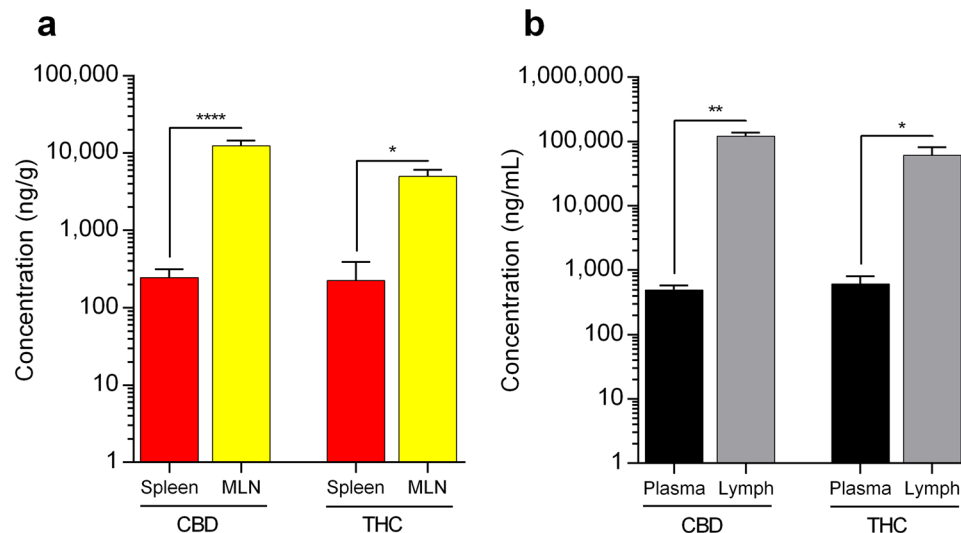 a
Concentration (ng/g)
100,000
10,000
1,000
100
10
1
****
*
Spleen MLN Spleen MLN
CBD THC
b
Concentration (ng/mL)
1,000,000
100,000
10,000
1,000
100
10
1
**
*
Plasma Lymph Plasma Lymph
CBD THC